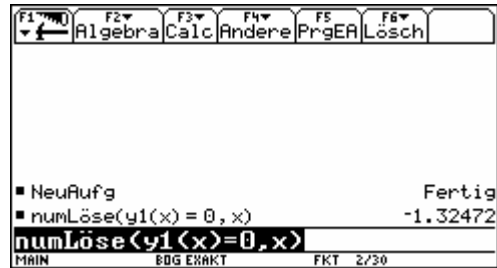 F1 F2 Algebra F3 Calc F4 Andere F5 PrgEA F6 Lösch
NeuAufg Fertig
numLöse(y1(x) = 0, x) -1.32472
numLöse(y1(x)=0,x)
MAIN BOG EXAKT FKT 2/30